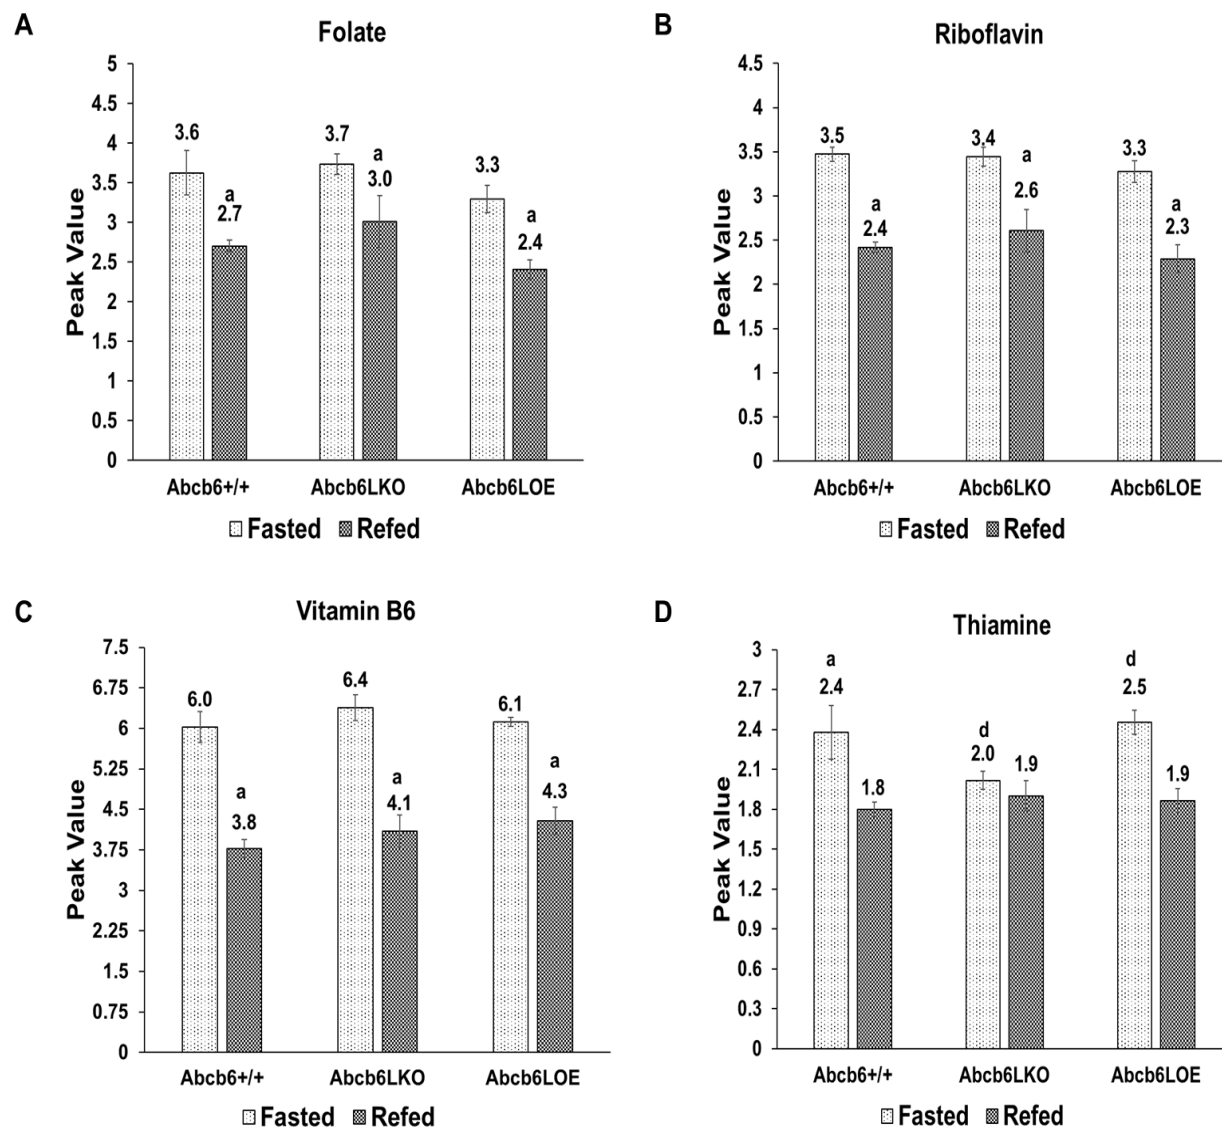 A
Folate
Peak Value
5
4.5
4
3.5
3
2.5
2
1.5
1
0.5
0
3.6
a
2.7
3.7
a
3.0
3.3
a
2.4
Abcb6+/+ Abcb6LKO Abcb6LOE
Fasted Refed
B
Riboflavin
Peak Value
4.5
4
3.5
3
2.5
2
1.5
1
0.5
0
3.5
a
2.4
3.4
a
2.6
3.3
a
2.3
Abcb6+/+ Abcb6LKO Abcb6LOE
Fasted Refed
C
Vitamin B6
Peak Value
7.5
6.75
6
5.25
4.5
3.75
3
2.25
1.5
0.75
0
6.0
a
3.8
6.4
a
4.1
6.1
a
4.3
Abcb6+/+ Abcb6LKO Abcb6LOE
Fasted Refed
D
Thiamine
Peak Value
3
2.7
2.4
2.1
1.8
1.5
1.2
0.9
0.6
0.3
0
a
2.4
1.8
d
2.0
1.9
d
2.5
1.9
Abcb6+/+ Abcb6LKO Abcb6LOE
Fasted Refed